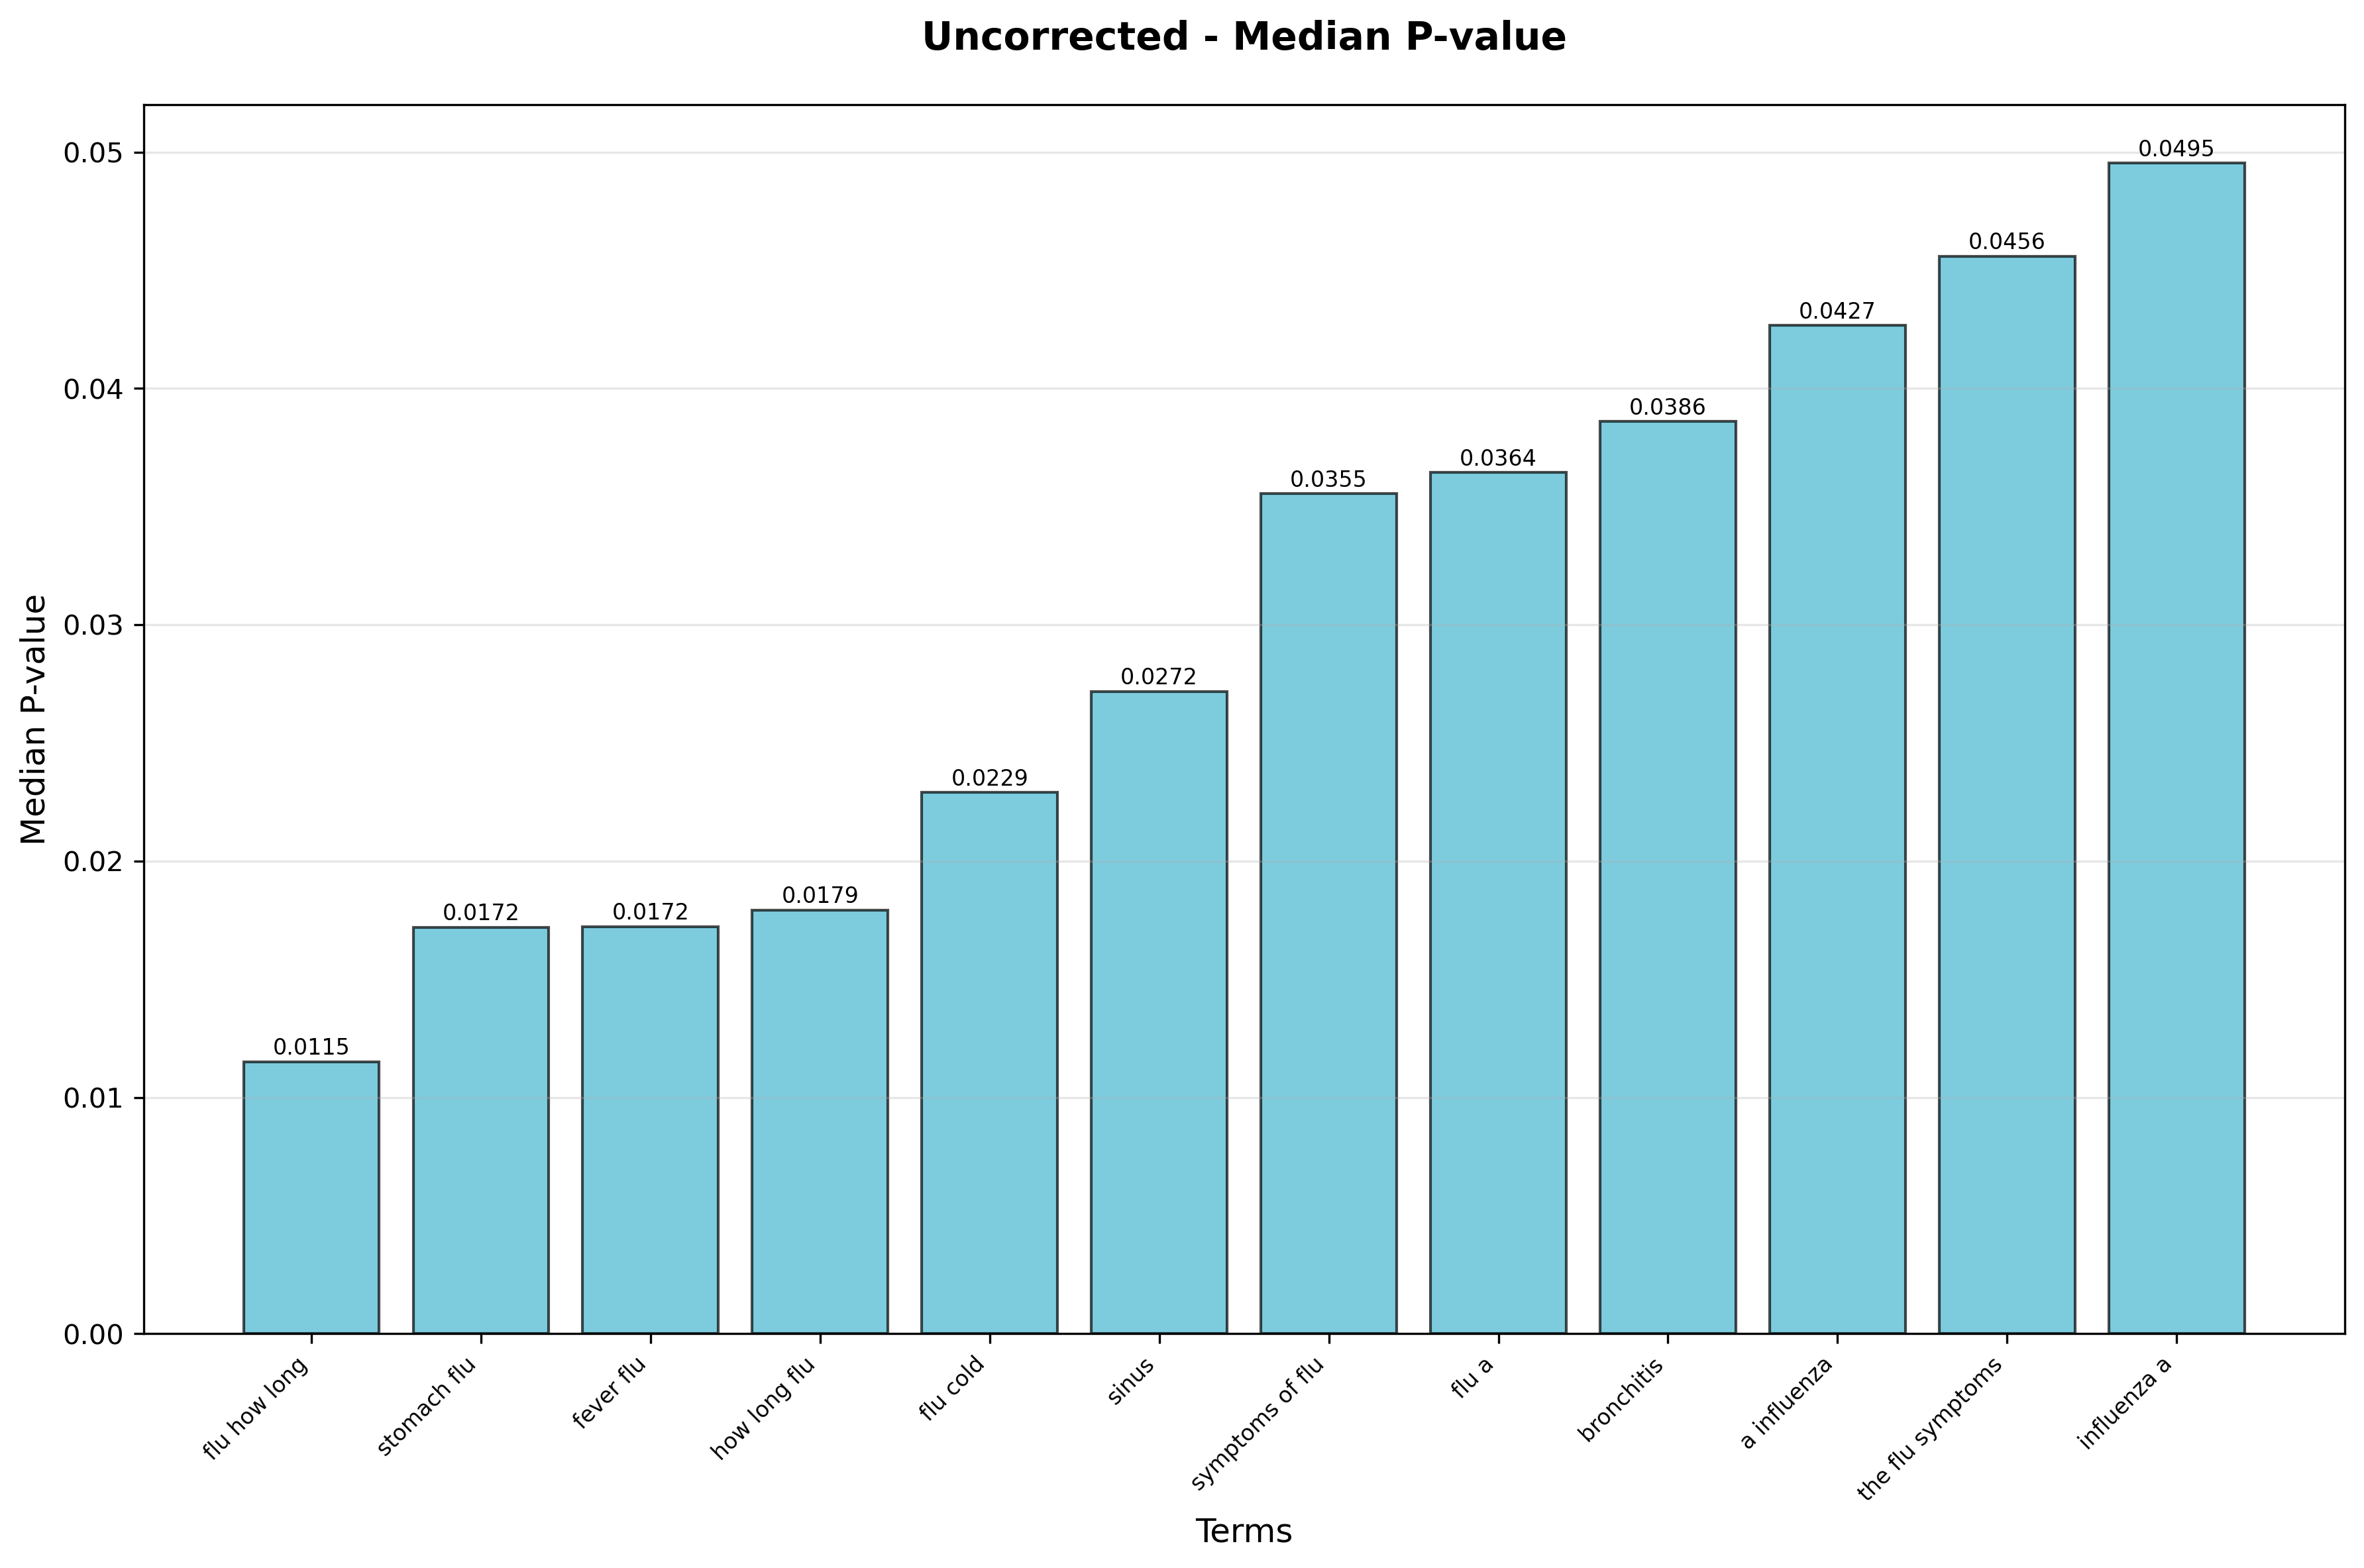 Uncorrected - Median P-value
Median P-value
0.05
0.04
0.03
0.02
0.01
0.00
0.0115
0.0172
0.0172
0.0179
0.0229
0.0272
0.0355
0.0364
0.0386
0.0427
0.0456
0.0495
flu how long
stomach flu
fever flu
how long flu
flu cold
sinus
symptoms of flu
flu a
bronchitis
a influenza
the flu symptoms
influenza a
Terms